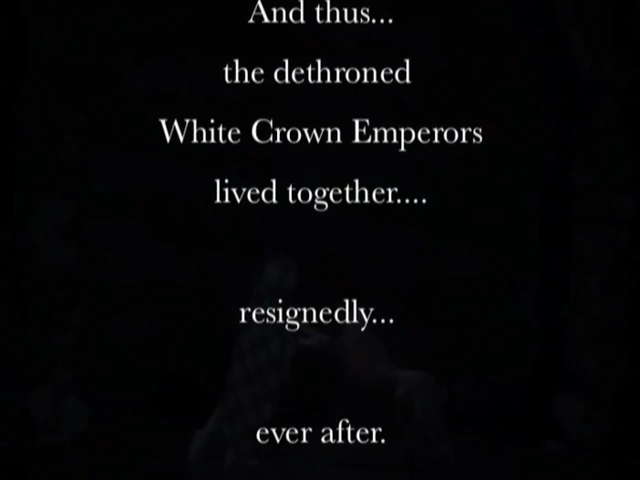 And thus...
the dethroned
White Crown Emperors
lived together....
resignedly...
ever after.